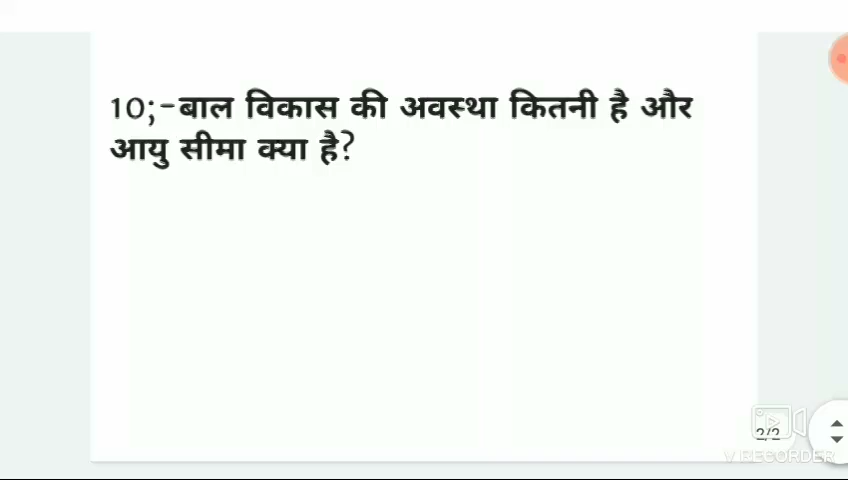 10;-बाल विकास की अवस्था कितनी है और
आयु सीमा क्या है?
2/2
V RECORDER